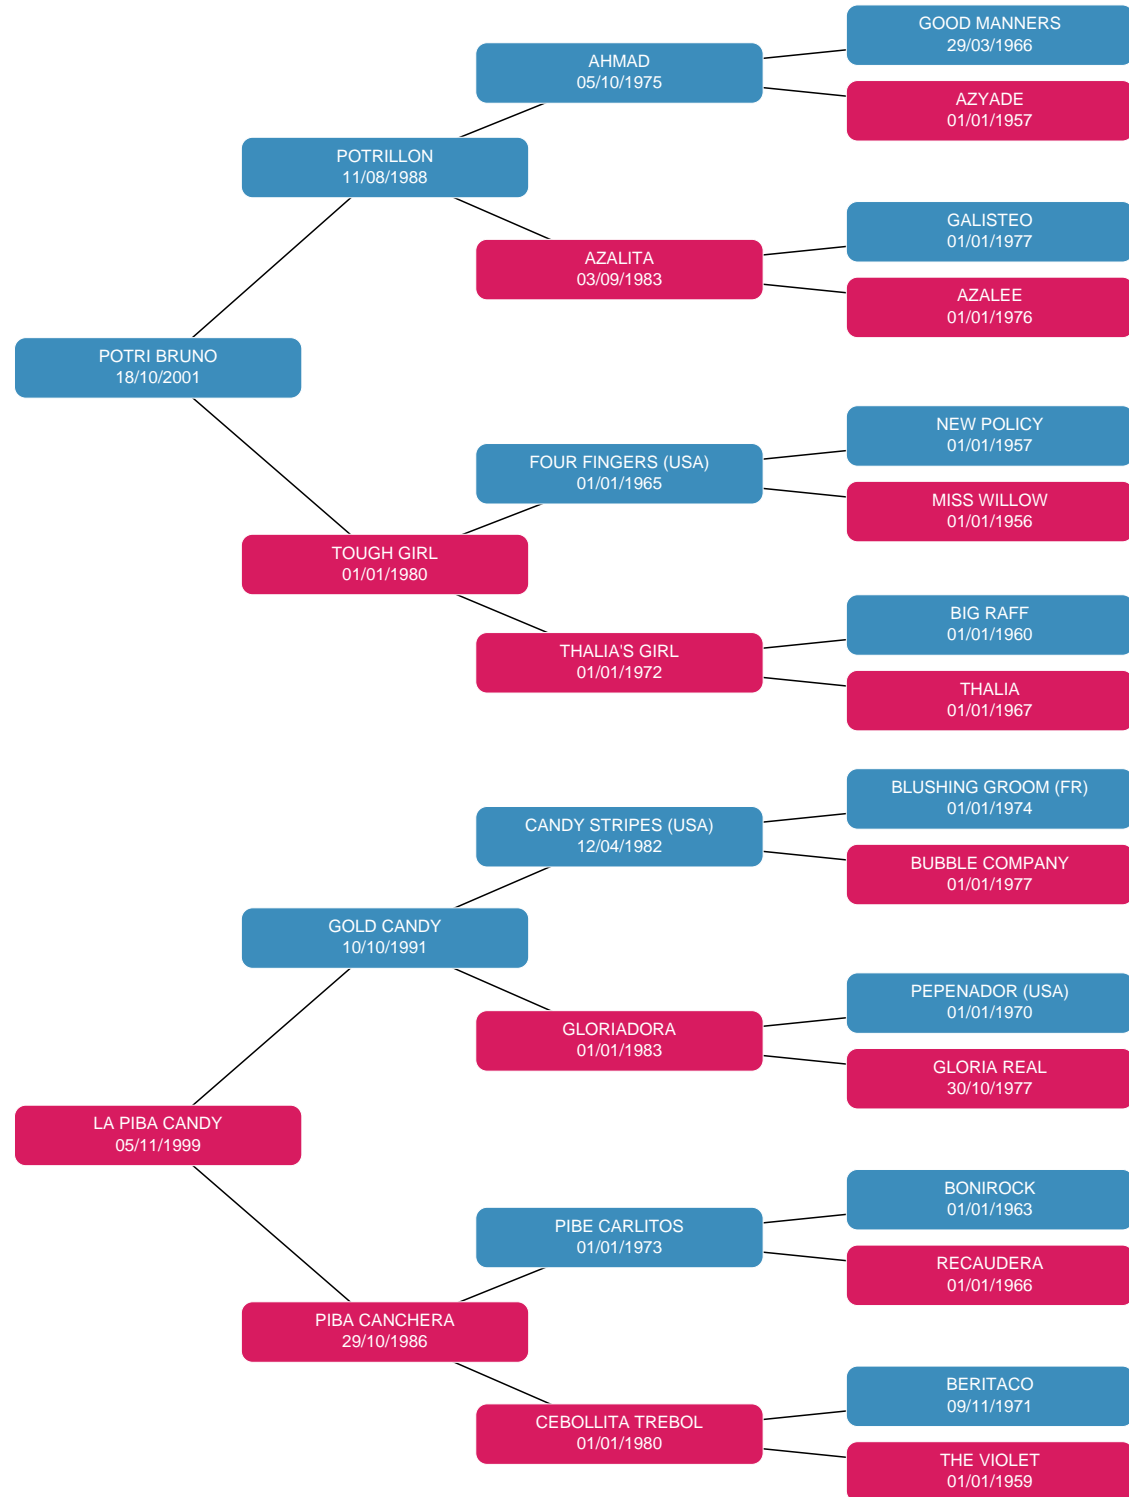 GOOD MANNERS
29/03/1966
AHMAD
05/10/1975
AZYADE
01/01/1957
POTRILLON
11/08/1988
GALISTEO
01/01/1977
AZALITA
03/09/1983
AZALEE
01/01/1976
POTRI BRUNO
18/10/2001
NEW POLICY
01/01/1957
FOUR FINGERS (USA)
01/01/1965
MISS WILLOW
01/01/1956
TOUGH GIRL
01/01/1980
BIG RAFF
01/01/1960
THALIA'S GIRL
01/01/1972
THALIA
01/01/1967
BLUSHING GROOM (FR)
01/01/1974
CANDY STRIPES (USA)
12/04/1982
BUBBLE COMPANY
01/01/1977
GOLD CANDY
10/10/1991
PEPENADOR (USA)
01/01/1970
GLORIADORA
01/01/1983
GLORIA REAL
30/10/1977
LA PIBA CANDY
05/11/1999
BONIROCK
01/01/1963
PIBE CARLITOS
01/01/1973
RECAUDERA
01/01/1966
PIBA CANCHERA
29/10/1986
BERITACO
09/11/1971
CEBOLLITA TREBOL
01/01/1980
THE VIOLET
01/01/1959